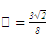 □ = 3√2/8